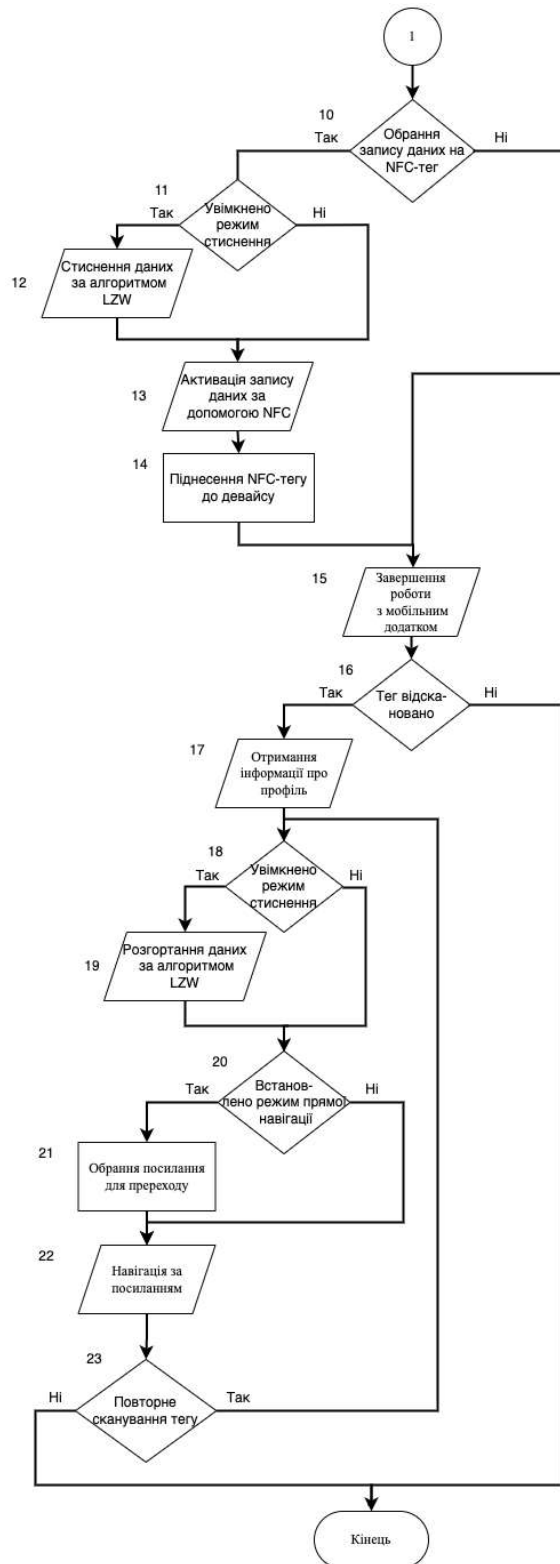 1
10
Обрання
запису даних на
NFC-тег
Так
Ні
11
Увімкнено
режим
стиснення
Так
Ні
12
Стиснення даних
за алгоритмом
LZW
13
Активація запису
даних за
допомогою NFC
14
Піднесення NFC-тегу
до девайсу
15
Завершення
роботи
з мобільним
додатком
16
Так
Ні
Тег відска-
новано
17
Отримання
інформації про
профіль
18
Увімкнено
режим
стиснення
Так
Ні
19
Розгортання даних
за алгоритмом
LZW
20
Встанов-
лено режим прямої
навігації
Так
Ні
21
Обрання посилання
для пререходу
22
Навігація за
посиланням
23
Ні
Так
Повторне
сканування тегу
Кінець